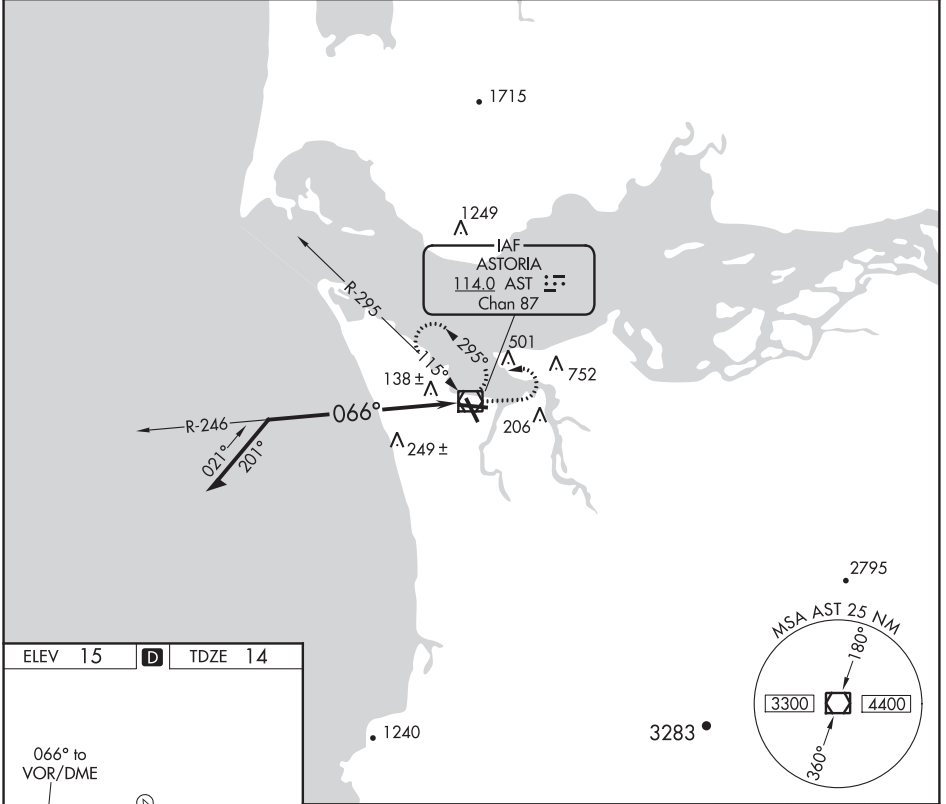 1715
1249
IAF
ASTORIA
114.0 AST
Chan 87
R-295
295°
115°
501
752
138 ±
206
066°
R-246
249 ±
021°
201°
2795
MSA AST 25 NM
180°
3300
4400
360°
ELEV 15 D TDZE 14
1240
3283
066° to
VOR/DME